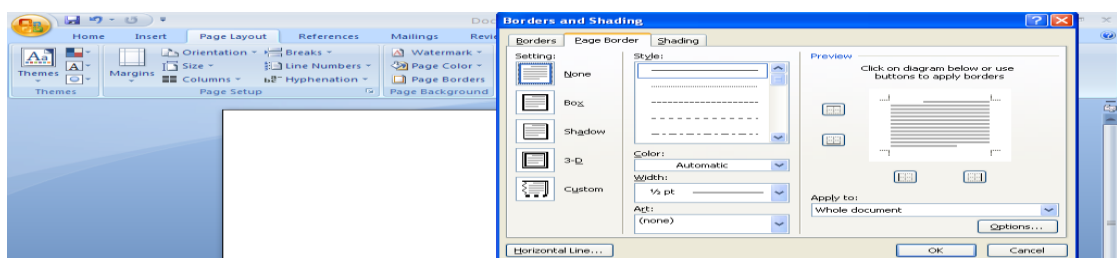 Doc
Home Insert Page Layout References Mailings Revie
Themes
Margins
Orientation
Size
Columns
Breaks
Line Numbers
Hyphenation
Watermark
Page Color
Page Borders
Themes Page Setup Page Background
Borders and Shading
Borders Page Border Shading
Setting:
None
Box
Shadow
3-D
Custom
Style:
Color:
Automatic
Width:
½ pt
Art:
(none)
Preview
Click on diagram below or use
buttons to apply borders
Apply to:
Whole document
Options...
Horizontal Line... OK Cancel